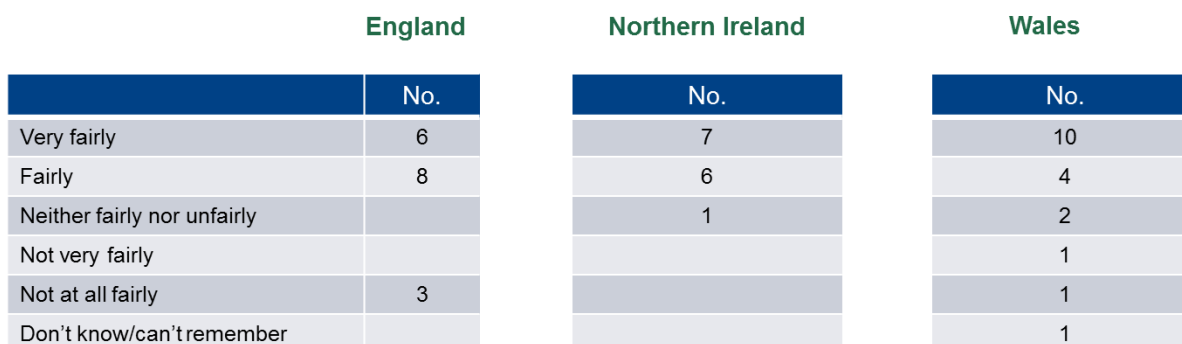 England Northern Ireland Wales
No. No. No.
Very fairly 6 7 10
Fairly 8 6 4
Neither fairly nor unfairly 1 2
Not very fairly 1
Not at all fairly 3 1
Don't know/can't remember 1